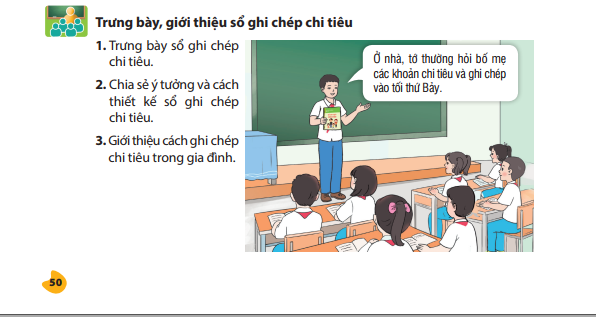 Trưng bày, giới thiệu sổ ghi chép chi tiêu
1. Trưng bày sổ ghi chép
chi tiêu.
2. Chia sẻ ý tưởng và cách
thiết kế sổ ghi chép
chi tiêu.
3. Giới thiệu cách ghi chép
chi tiêu trong gia đình.
Ở nhà, tớ thường hỏi bố mẹ
các khoản chi tiêu và ghi chép
vào tối thứ Bảy.
50